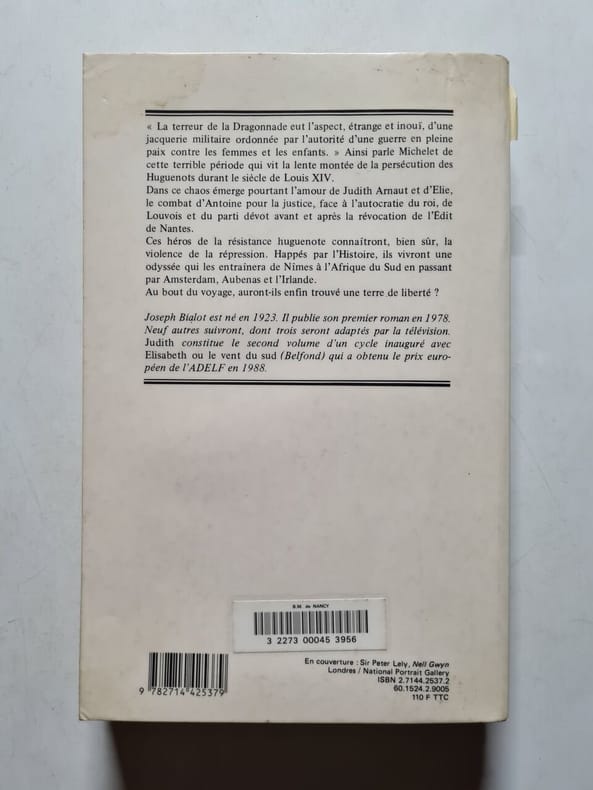 « La terreur de la Dragonnade eut l'aspect, étrange et inouï, d'une
jacquerie militaire ordonnée par l'autorité d'une guerre en pleine
paix contre les femmes et les enfants. » Ainsi parle Michelet de
cette terrible période qui vit la lente montée de la persécution des
Huguenots durant le siècle de Louis XIV.
Dans ce chaos émerge pourtant l'amour de Judith Arnaut et d'Elie,
le combat d'Antoine pour la justice, face à l'autocratie du roi, de
Louvois et du parti dévot avant et après la révocation de l'Édit
de Nantes.
Ces héros de la résistance huguenote connaîtront, bien sûr, la
violence de la répression. Happés par l'Histoire, ils vivront une
odyssée qui les entraînera de Nîmes à l'Afrique du Sud en passant
par Amsterdam, Aubenas et l'Irlande.
Au bout du voyage, auront-ils enfin trouvé une terre de liberté ?
Joseph Bialot est né en 1923. Il publie son premier roman en 1978.
Neuf autres suivront, dont trois seront adaptés par la télévision.
Judith constitue le second volume d'un cycle inauguré avec
Elisabeth ou le vent du sud (Belfond) qui a obtenu le prix euro-
péen de l'ADELF en 1988.
B.M. de NANCY
3 2273 00045 3956
9 782714 425379
En couverture : Sir Peter Lely, Nell Gwyn
Londres / National Portrait Gallery
ISBN 2.7144.2537.2
60.1524.2.9005
110 F TTC